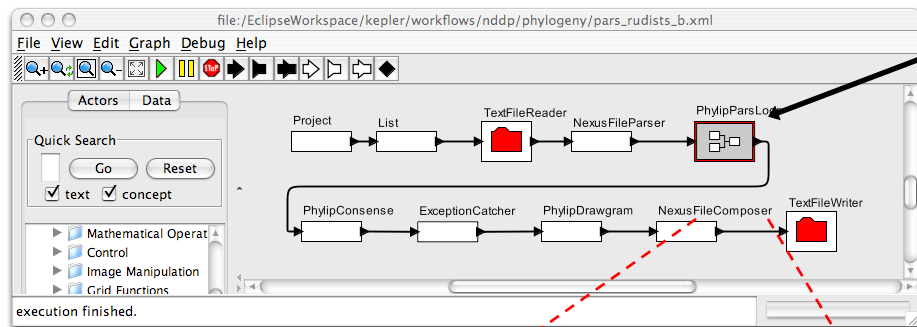 file:/EclipseWorkspace/kepler/workflows/nddp/phylogeny/pars_rudists_b.xml
File View Edit Graph Debug Help
STOP
Actors Data
Quick Search
Go Reset
text concept
Mathematical Operat
Control
Image Manipulation
Grid Functions
Project
List
TextFileReader
NexusFileParser
PhylipParsLoop
PhylipConsense
ExceptionCatcher
PhylipDrawgram
NexusFileComposer
TextFileWriter
execution finished.